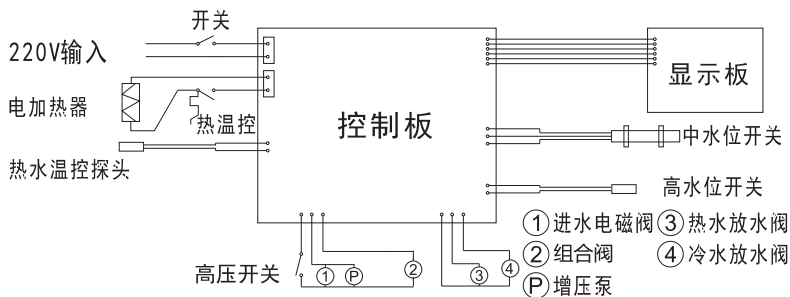 开关
220V输入
电加热器
热温控
热水温控探头
控制板
显示板
中水位开关
高水位开关
高压开关
1 P 2
3 4
①进水电磁阀 ③热水放水阀
②组合阀 ④冷水放水阀
Ⓟ增压泵